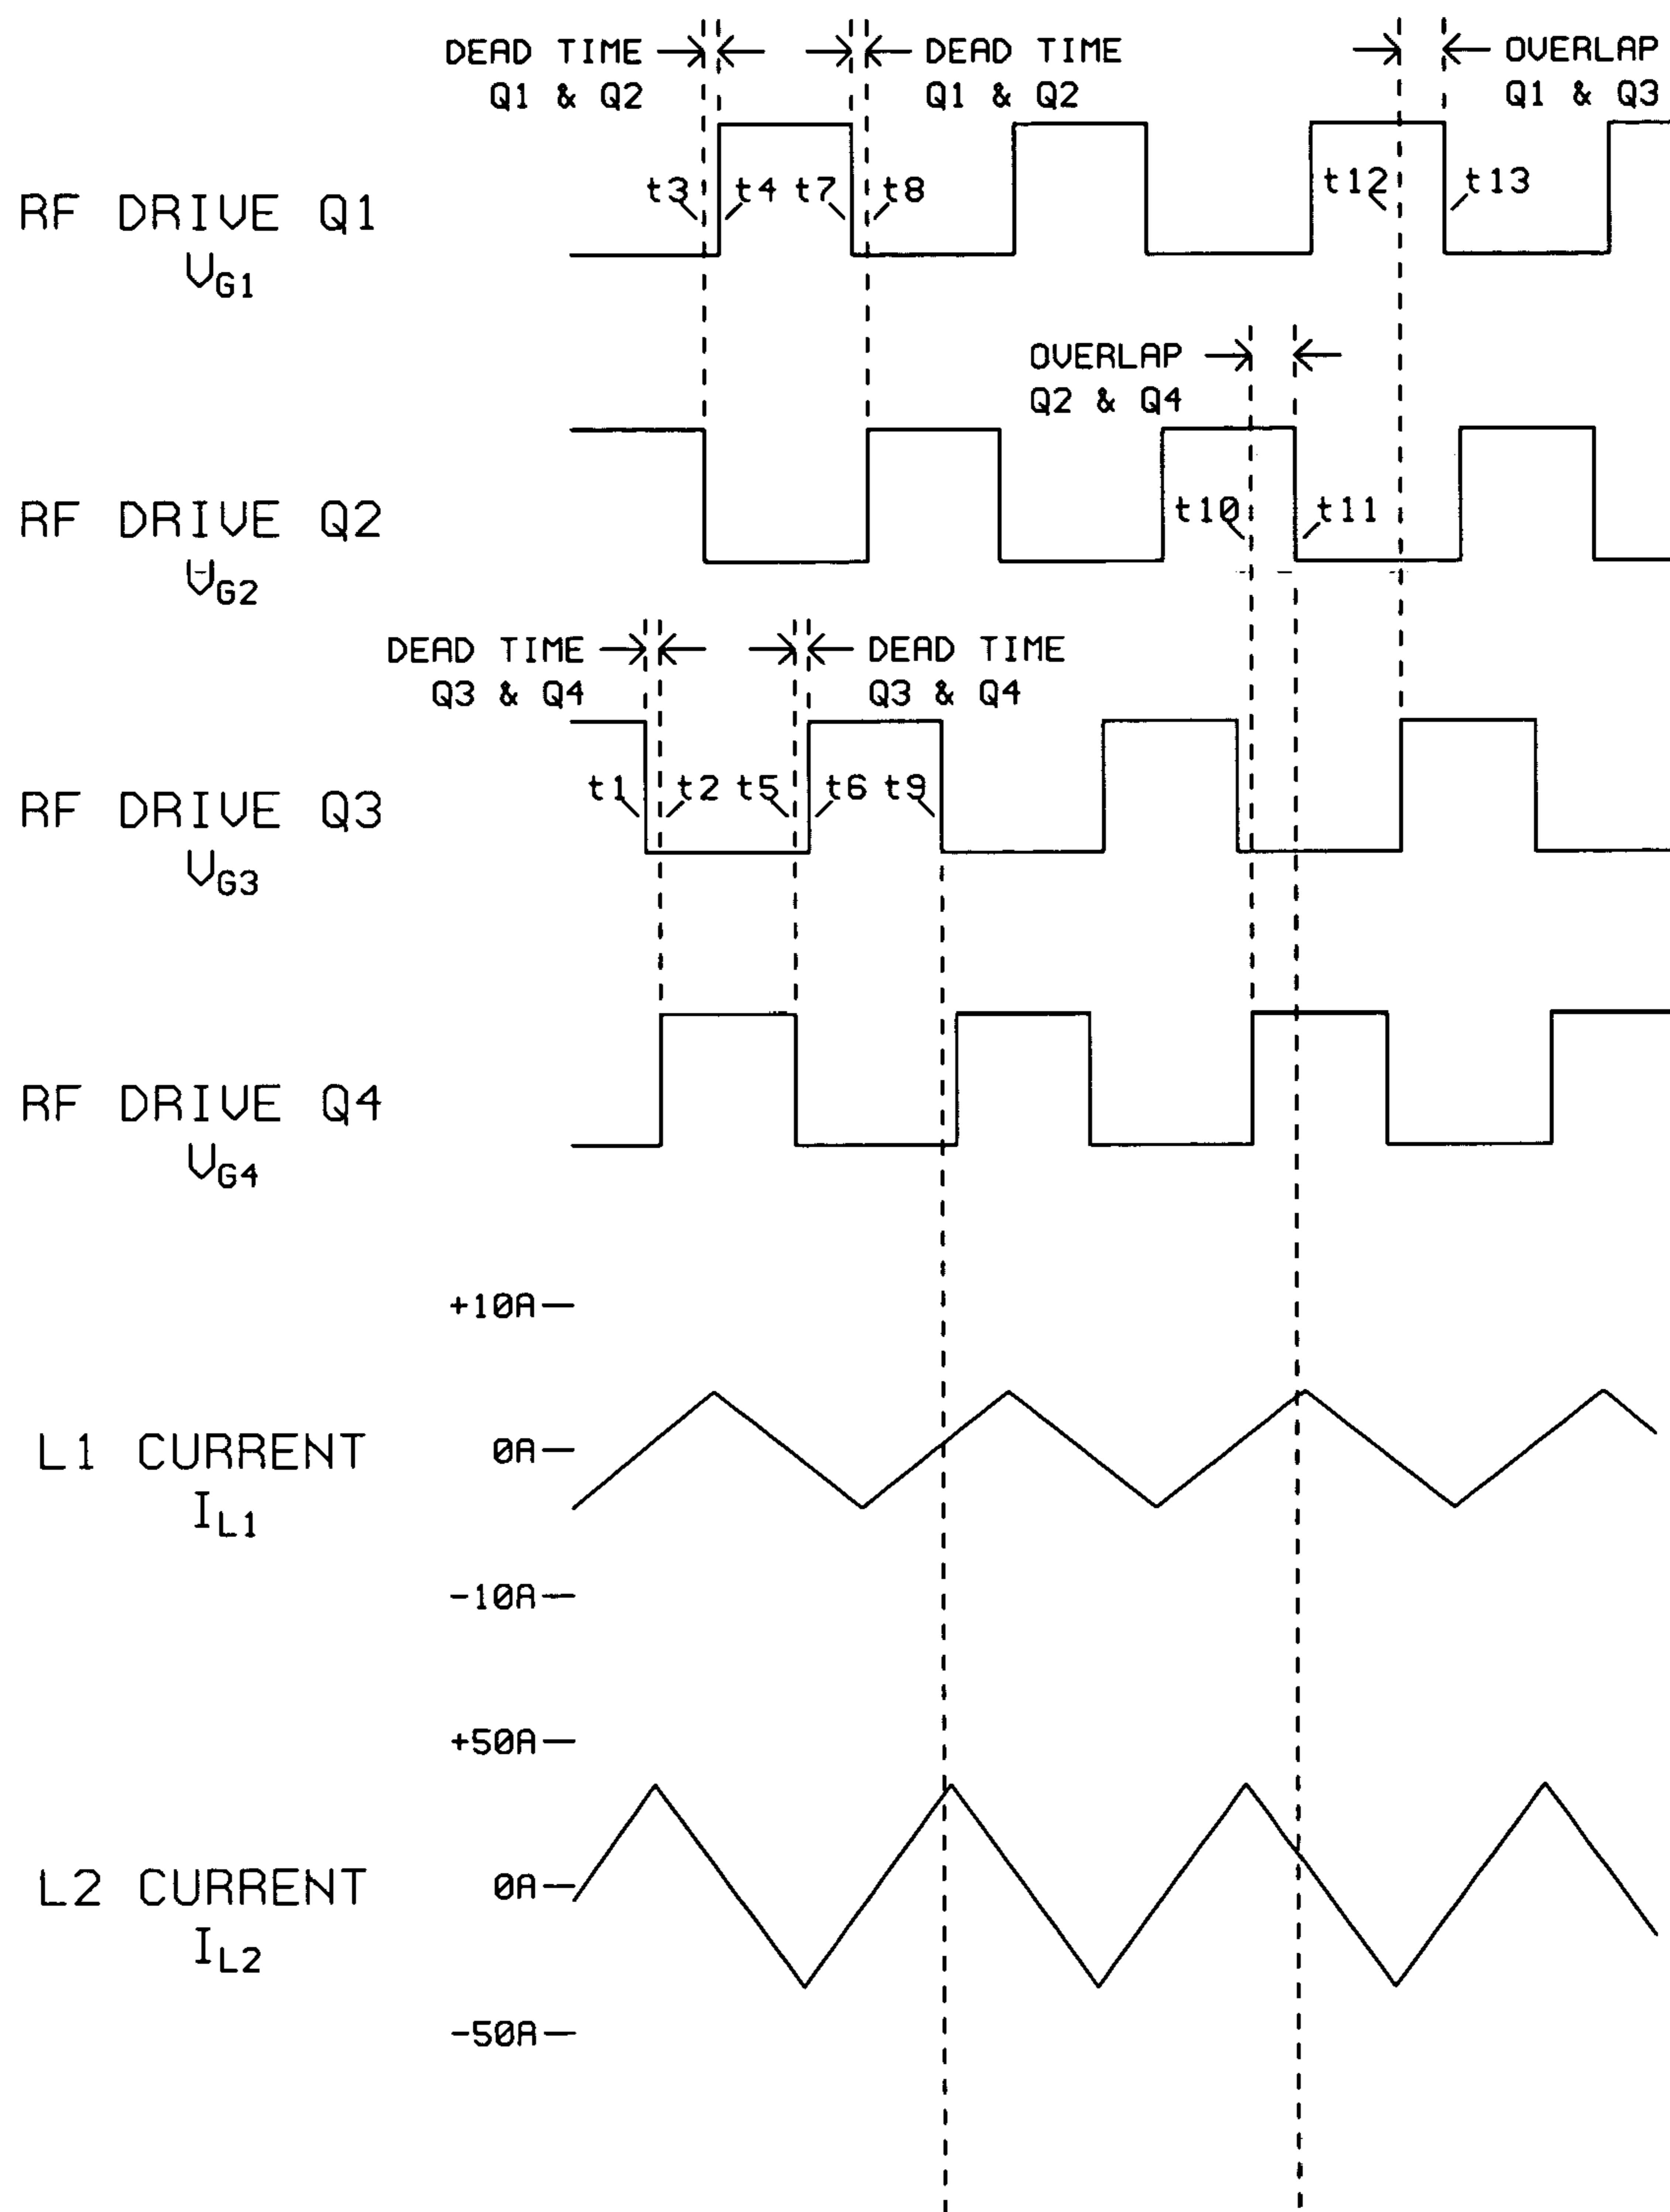 DEAD TIME
Q1 & Q2
DEAD TIME
Q1 & Q2
OVERLAP
Q1 & Q3
RF DRIVE Q1
VG1
t3
t4
t7
t8
t12
t13
OVERLAP
Q2 & Q4
RF DRIVE Q2
VG2
t10
t11
DEAD TIME
Q3 & Q4
DEAD TIME
Q3 & Q4
RF DRIVE Q3
VG3
t1
t2
t5
t6
t9
RF DRIVE Q4
VG4
+10A
L1 CURRENT
IL1
0A
-10A
+50A
L2 CURRENT
IL2
0A
-50A